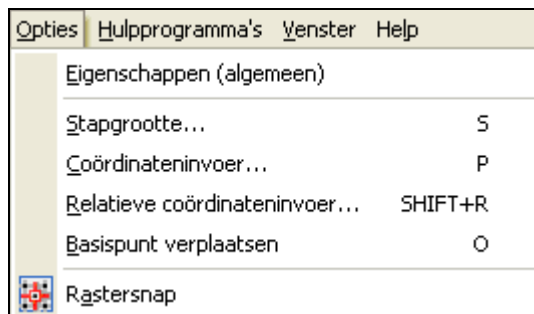 Opties Hulpprogramma's Venster Help
Eigenschappen (algemeen)
Stapgrootte... S
Coördinateninvoer... P
Relatieve coördinateninvoer... SHIFT+R
Basispunt verplaatsen O
Rastersnap